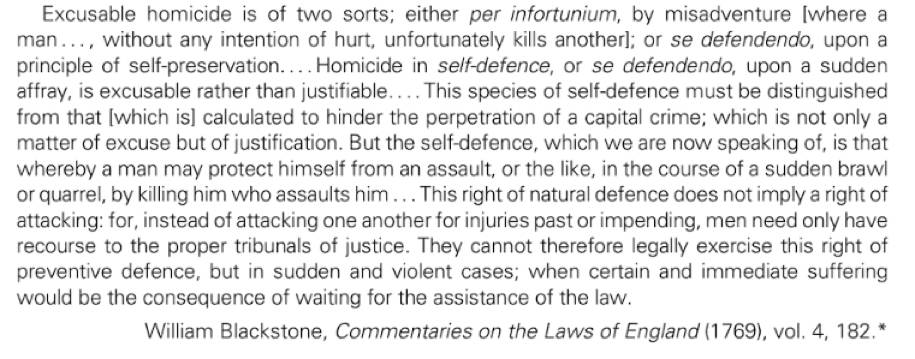 Excusable homicide is of two sorts; either per infortunium, by misadventure [where a
man..., without any intention of hurt, unfortunately kills another]; or se defendendo, upon a
principle of self-preservation.... Homicide in self-defence, or se defendendo, upon a sudden
affray, is excusable rather than justifiable.... This species of self-defence must be distinguished
from that [which is] calculated to hinder the perpetration of a capital crime; which is not only a
matter of excuse but of justification. But the self-defence, which we are now speaking of, is that
whereby a man may protect himself from an assault, or the like, in the course of a sudden brawl
or quarrel, by killing him who assaults him ... This right of natural defence does not imply a right of
attacking: for, instead of attacking one another for injuries past or impending, men need only have
recourse to the proper tribunals of justice. They cannot therefore legally exercise this right of
preventive defence, but in sudden and violent cases; when certain and immediate suffering
would be the consequence of waiting for the assistance of the law.
William Blackstone, Commentaries on the Laws of England (1769), vol. 4, 182.*